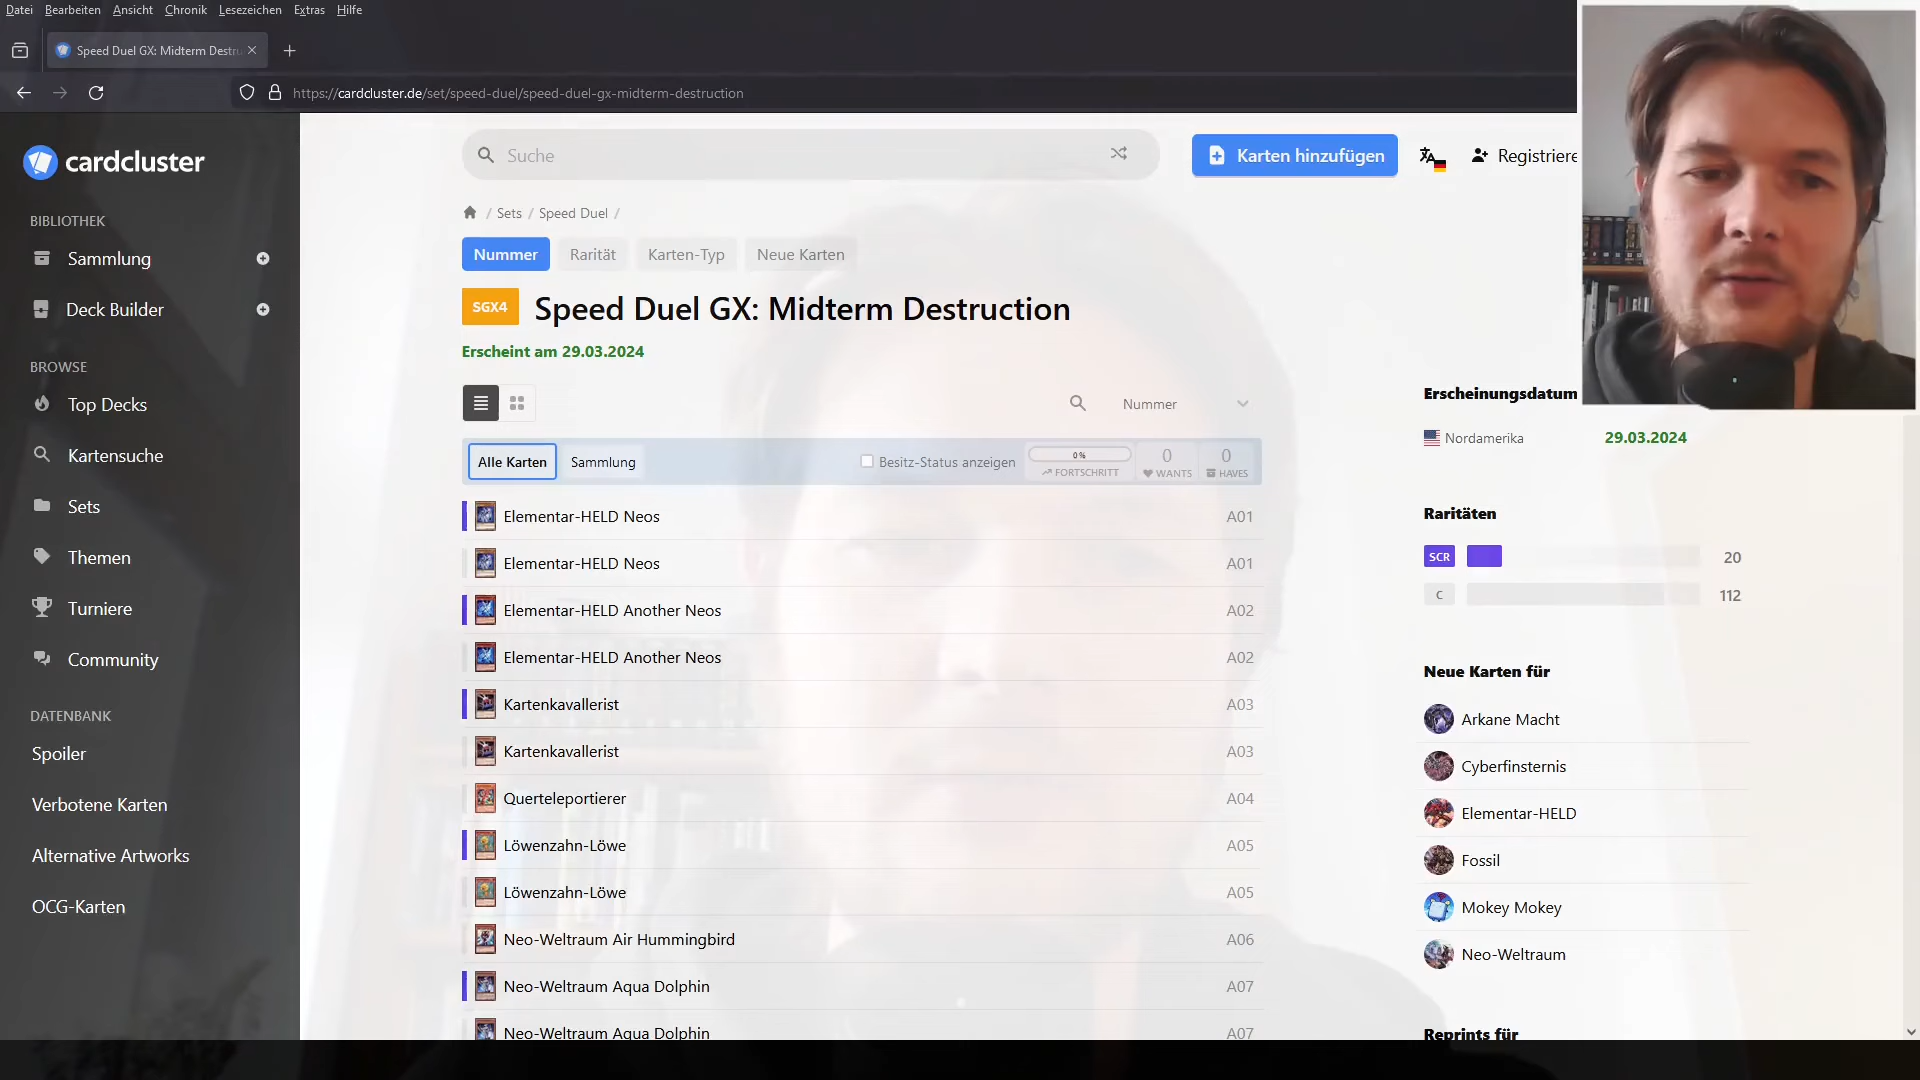 Datei Bearbeiten Ansicht Chronik Lesezeichen Extras Hilfe
Speed Duel GX: Midterm Destru
https://cardcluster.de/set/speed-duel/speed-duel-gx-midterm-destruction
cardcluster
Suche
Karten hinzufügen
Registriere
BIBLIOTHEK
Sammlung
Deck Builder
BROWSE
Top Decks
Kartensuche
Sets
Themen
Turniere
Community
DATENBANK
Spoiler
Verbotene Karten
Alternative Artworks
OCG-Karten
/ Sets / Speed Duel /
Nummer Rarität Karten-Typ Neue Karten
SGX4 Speed Duel GX: Midterm Destruction
Erscheint am 29.03.2024
Nummer
Alle Karten Sammlung Besitz-Status anzeigen 0 % FORTSCHRITT 0 WANTS 0 HAVES
Elementar-HELD Neos A01
Elementar-HELD Neos A01
Elementar-HELD Another Neos A02
Elementar-HELD Another Neos A02
Kartenkavallerist A03
Kartenkavallerist A03
Querteleportierer A04
Löwenzahn-Löwe A05
Löwenzahn-Löwe A05
Neo-Weltraum Air Hummingbird A06
Neo-Weltraum Aqua Dolphin A07
Neo-Weltraum Aqua Dolphin A07
Erscheinungsdatum
Nordamerika 29.03.2024
Raritäten
SCR 20
C 112
Neue Karten für
Arkane Macht
Cyberfinsternis
Elementar-HELD
Fossil
Mokey Mokey
Neo-Weltraum
Reprints für